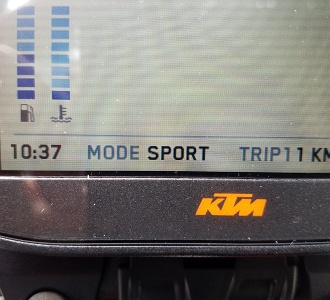 10:37 MODE SPORT TRIP1 1 KM
KTM